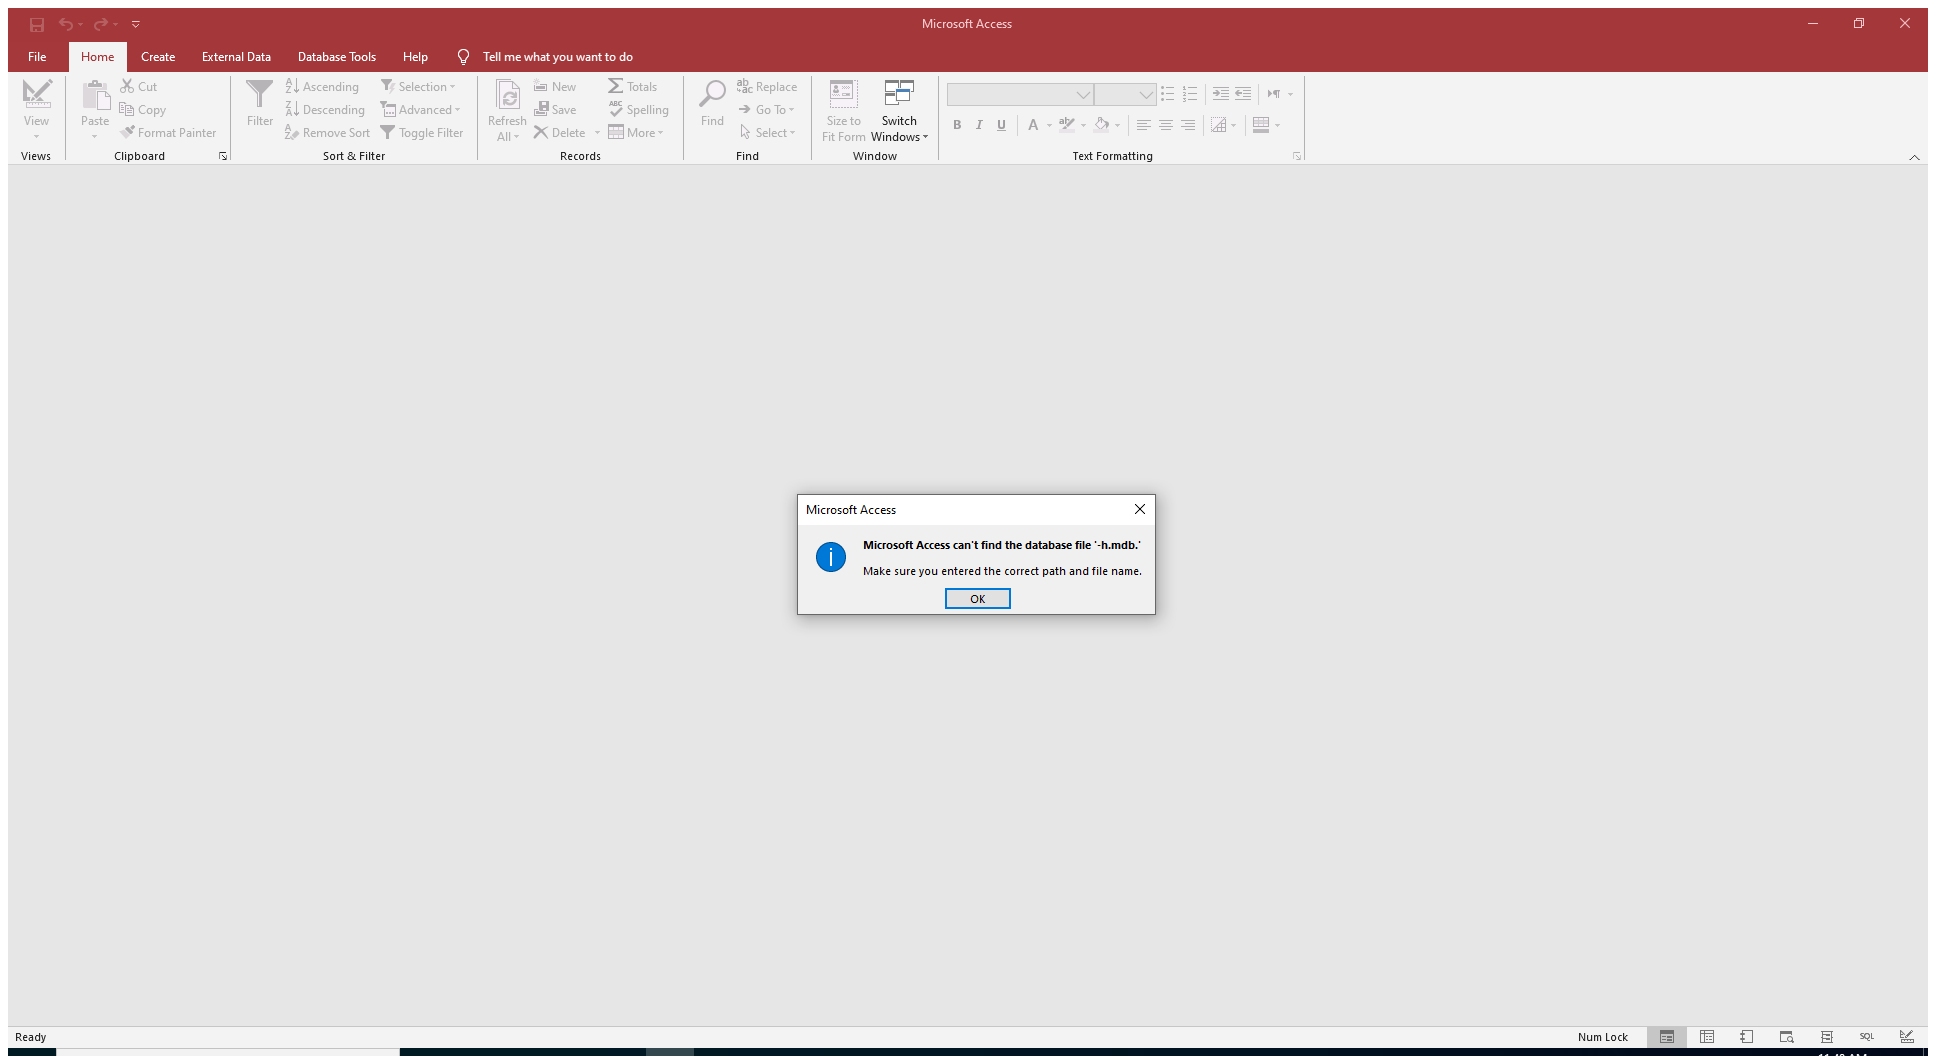 Microsoft Access
File
Home
Create
External Data
Database Tools
Help
Tell me what you want to do
View
Views
Paste
Cut
Copy
Format Painter
Clipboard
Filter
Ascending
Descending
Remove Sort
Selection
Advanced
Toggle Filter
Sort & Filter
Refresh
All
New
Save
Delete
Totals
Spelling
More
Records
Find
Replace
Go To
Select
Find
Size to
Fit Form
Switch
Windows
Window
B I U A
Text Formatting
Microsoft Access
Microsoft Access can't find the database file '-h.mdb.'
Make sure you entered the correct path and file name.
OK
Ready
Num Lock
SQL